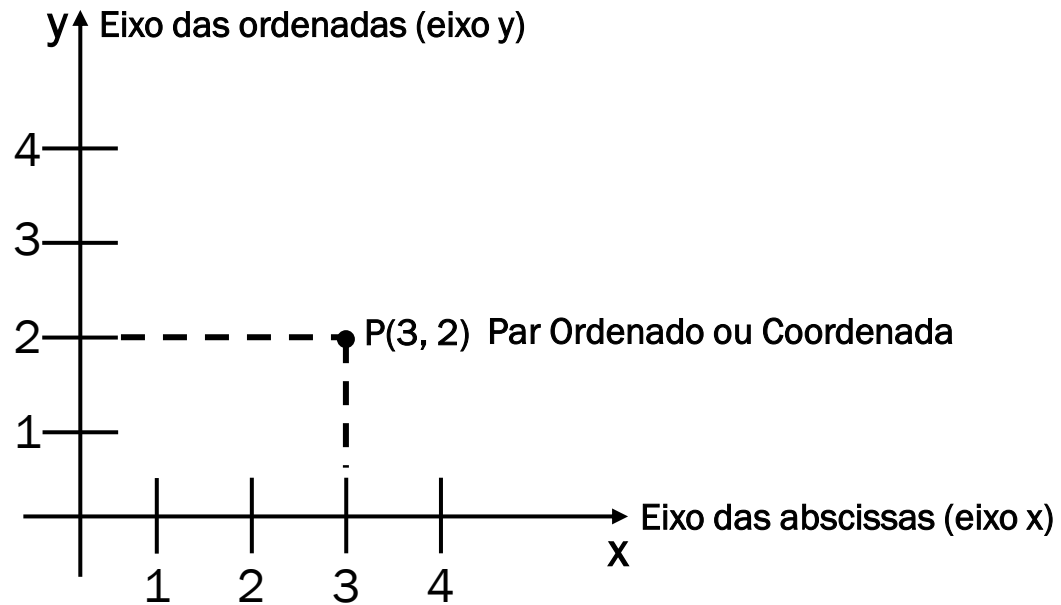 y Eixo das ordenadas (eixo y)
4
3
2 P(3, 2) Par Ordenado ou Coordenada
1
Eixo das abscissas (eixo x)
x
1 2 3 4